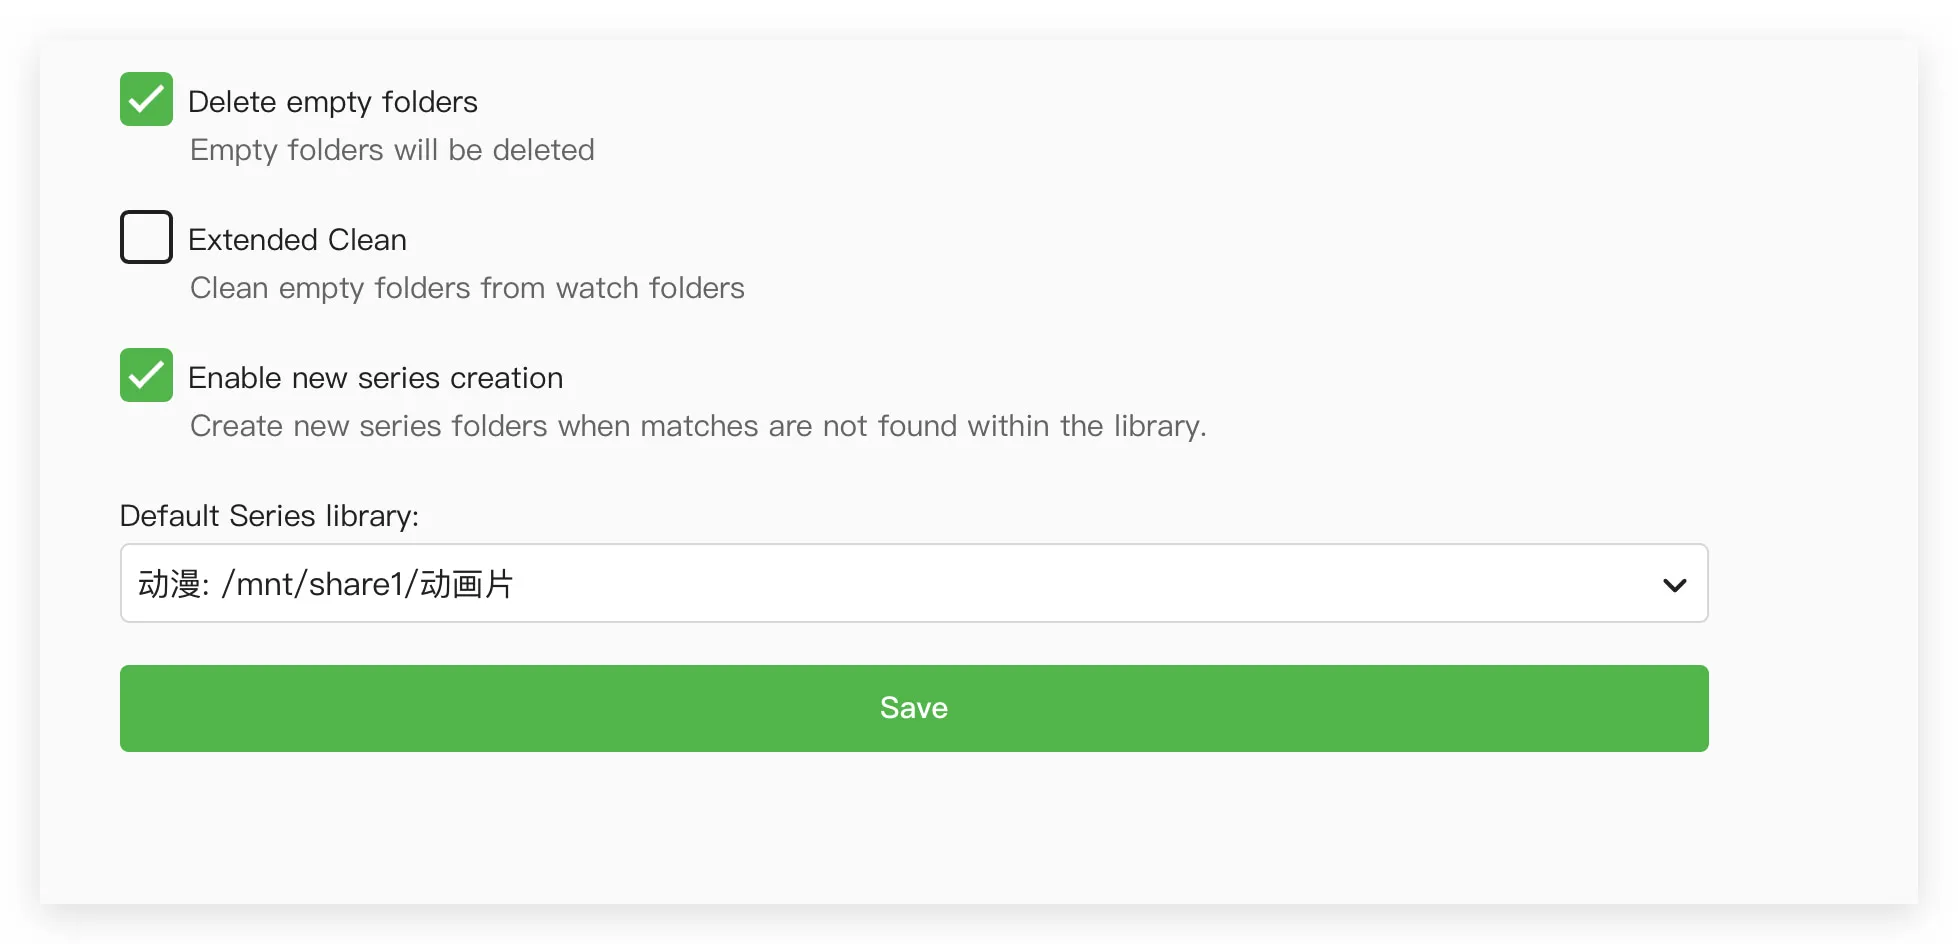 Delete empty folders
Empty folders will be deleted
Extended Clean
Clean empty folders from watch folders
Enable new series creation
Create new series folders when matches are not found within the library.
Default Series library:
动漫: /mnt/share1/动画片
Save